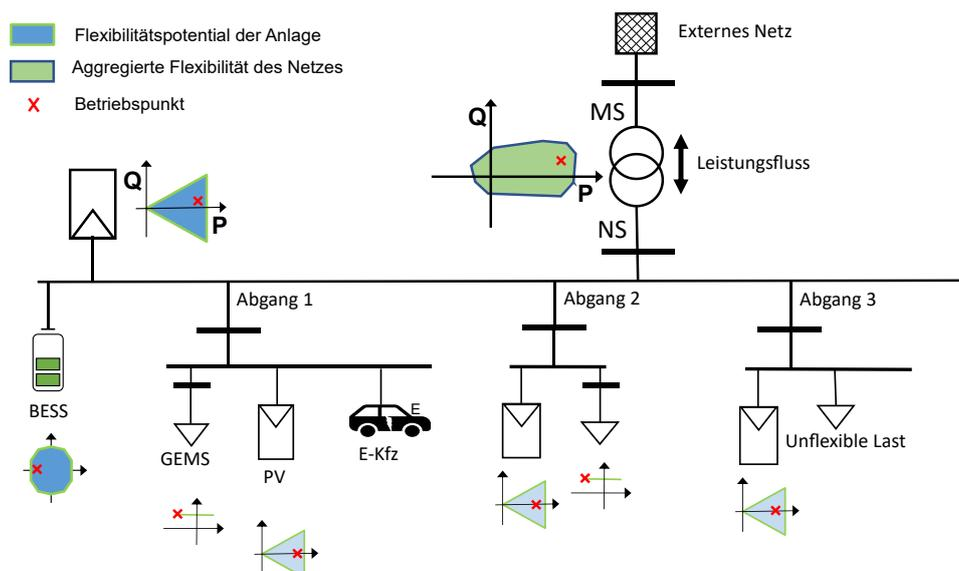 Flexibilitätspotential der Anlage
Aggregierte Flexibilität des Netzes
Betriebspunkt
Externes Netz
MS
Q
P
Leistungsfluss
NS
Q
P
Abgang 1
Abgang 2
Abgang 3
BESS
GEMS
PV
E
E-Kfz
Unflexible Last